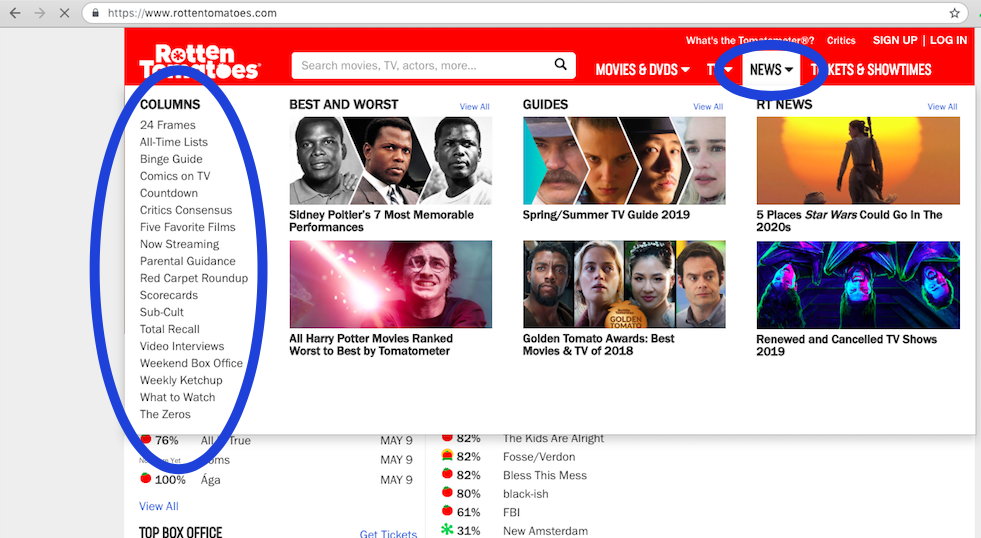 https://www.rottentomatoes.com
What's the Tomatometer®? Critics SIGN UP | LOG IN
Rotten
Tomatoes®
Search movies, TV, actors, more...
MOVIES & DVDS
NEWS
TICKETS & SHOWTIMES
COLUMNS
24 Frames
All-Time Lists
Binge Guide
Comics on TV
Countdown
Critics Consensus
Five Favorite Films
Now Streaming
Parental Guidance
Red Carpet Roundup
Scorecards
Sub-Cult
Total Recall
Video Interviews
Weekend Box Office
Weekly Ketchup
What to Watch
The Zeros
BEST AND WORST View All
Sidney Poitier's 7 Most Memorable
Performances
All Harry Potter Movies Ranked
Worst to Best by Tomatometer
GUIDES View All
Spring/Summer TV Guide 2019
GOLDEN
TOMATO
Golden Tomato Awards: Best
Movies & TV of 2018
RT NEWS View All
5 Places Star Wars Could Go In The
2020s
Renewed and Cancelled TV Shows
2019
76% All Is True MAY 9
Yet MAY 9
100% Ága MAY 9
View All
TOP BOX OFFICE Get Tickets
82% The Kids Are Alright
82% Fosse/Verdon
82% Bless This Mess
80% black-ish
61% FBI
31% New Amsterdam